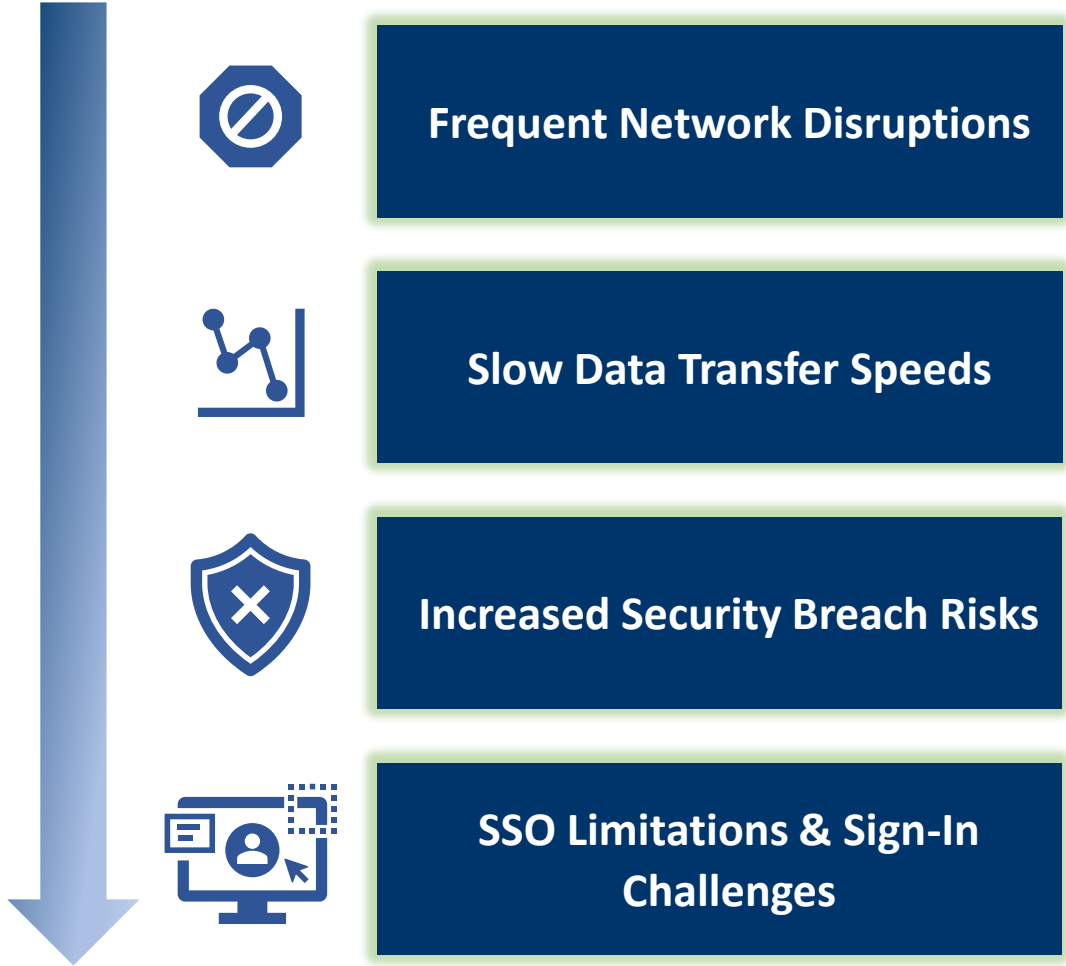 Frequent Network Disruptions
Slow Data Transfer Speeds
Increased Security Breach Risks
SSO Limitations & Sign-In
Challenges